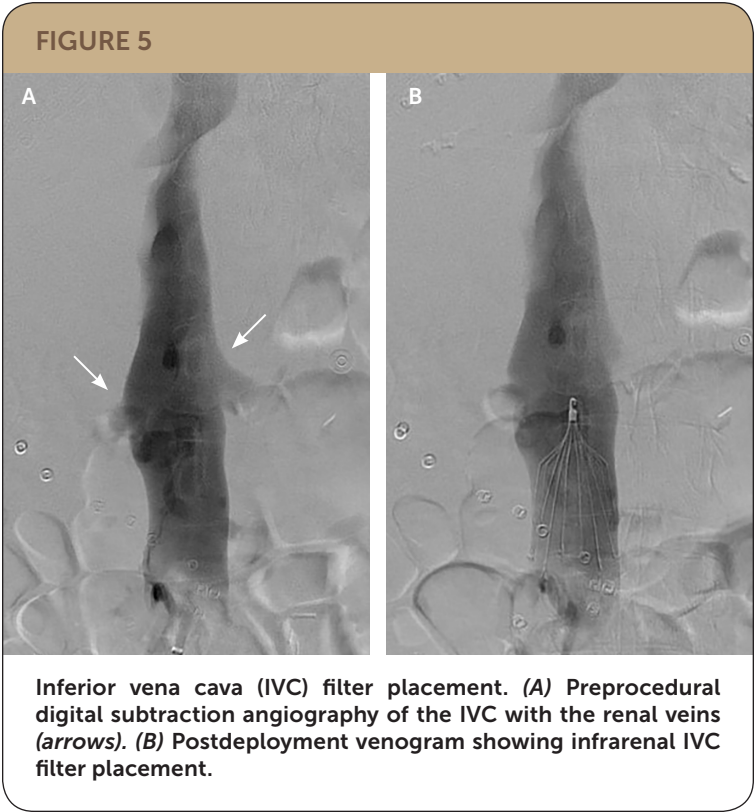 FIGURE 5
A
B
Inferior vena cava (IVC) filter placement. (A) Preprocedural
digital subtraction angiography of the IVC with the renal veins
(arrows). (B) Postdeployment venogram showing infrarenal IVC
filter placement.